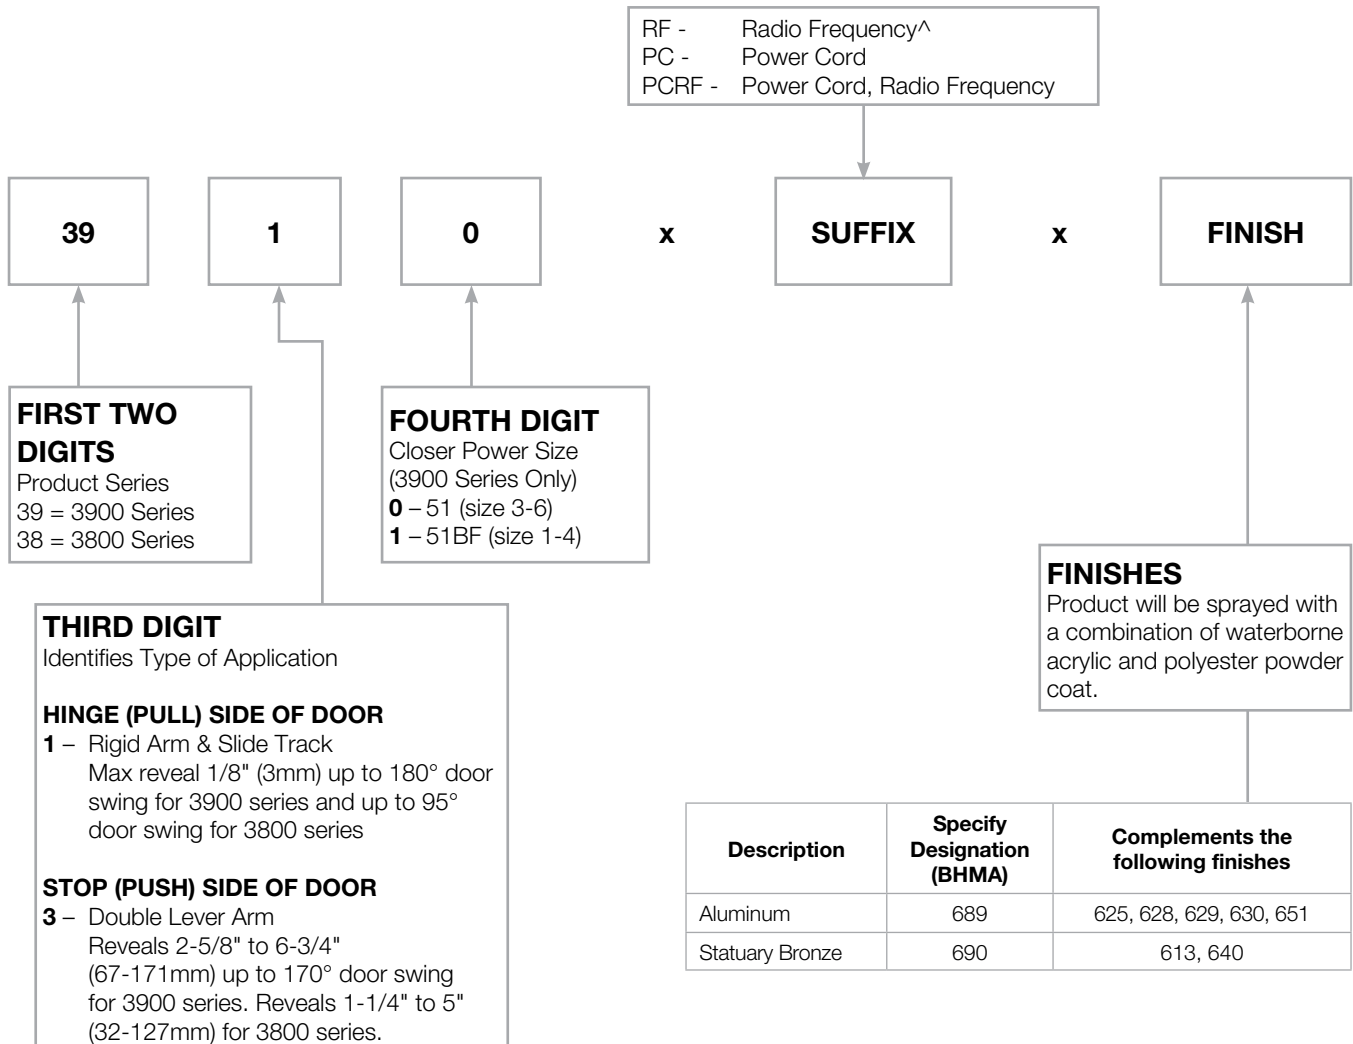 RF - Radio Frequency^
PC - Power Cord
PCRF - Power Cord, Radio Frequency
39 1 0 x SUFFIX x FINISH
FIRST TWO
DIGITS
Product Series
39 = 3900 Series
38 = 3800 Series
FOURTH DIGIT
Closer Power Size
(3900 Series Only)
0 – 51 (size 3-6)
1 – 51BF (size 1-4)
THIRD DIGIT
Identifies Type of Application
HINGE (PULL) SIDE OF DOOR
1 – Rigid Arm & Slide Track
Max reveal 1/8" (3mm) up to 180° door
swing for 3900 series and up to 95°
door swing for 3800 series
STOP (PUSH) SIDE OF DOOR
3 – Double Lever Arm
Reveals 2-5/8" to 6-3/4"
(67-171mm) up to 170° door swing
for 3900 series. Reveals 1-1/4" to 5"
(32-127mm) for 3800 series.
FINISHES
Product will be sprayed with
a combination of waterborne
acrylic and polyester powder
coat.
Description
Specify
Designation
(BHMA)
Complements the
following finishes
Aluminum 689 625, 628, 629, 630, 651
Statuary Bronze 690 613, 640